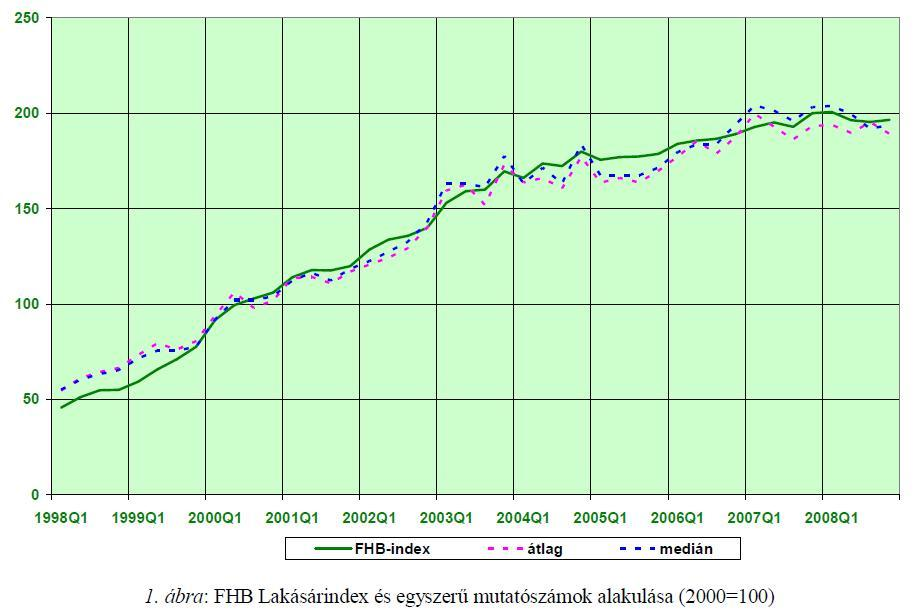 250
200
150
100
50
0
1998Q1 1999Q1 2000Q1 2001Q1 2002Q1 2003Q1 2004Q1 2005Q1 2006Q1 2007Q1 2008Q1
FHB-index átlag medián
1. ábra: FHB Lakásárindex és egyszerű mutatószámok alakulása (2000=100)